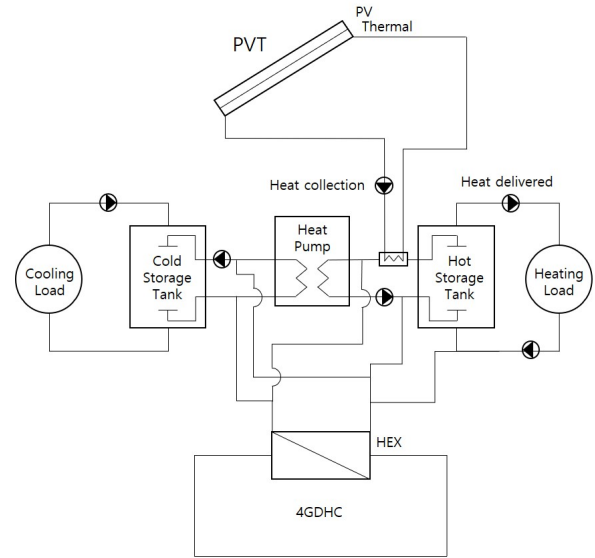 PV
Thermal
PVT
Heat collection
Heat delivered
Heat
Pump
Cooling
Load
Cold
Storage
Tank
Hot
Storage
Tank
Heating
Load
HEX
4GDHC